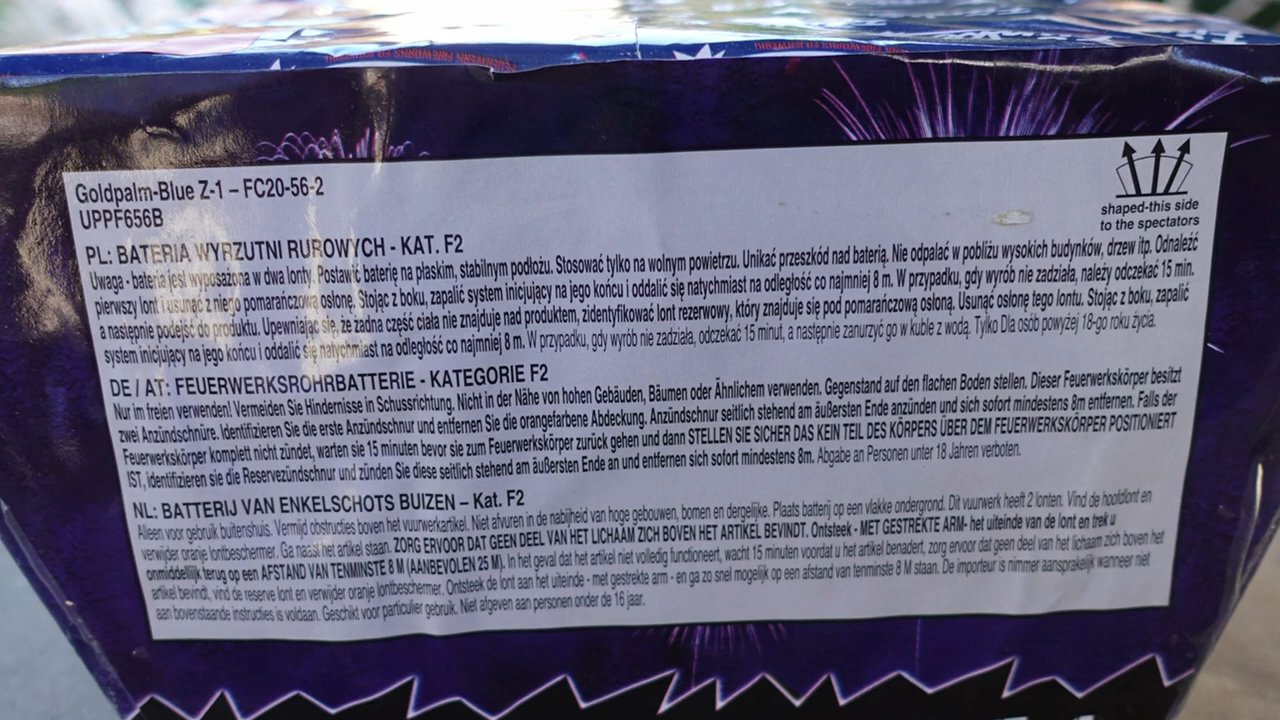 Goldpalm-Blue Z-1 – FC20-56-2
UPPF656B
shaped-this side
to the spectators
PL: BATERIA WYRZUTNI RUROWYCH - KAT. F2
Uwaga - bateria jest wyposażona w dwa lonty. Postawić baterię na płaskim, stabilnym podłożu. Stosować tylko na wolnym powietrzu. Unikać przeszkód nad baterią. Nie odpalać w pobliżu wysokich budynków, drzew itp. Odnaleźć
pierwszy lont i usunąć z niego pomarańczową osłonę. Stojąc z boku, zapalić system inicjujący na jego końcu i oddalić się natychmiast na odległość co najmniej 8 m. W przypadku, gdy wyrób nie zadziała, należy odczekać 15 min.
a następnie podejść do produktu. Upewniając się, że żadna część ciała nie znajduje nad produktem, zidentyfikować lont rezerwowy, który znajduje się pod pomarańczową osłoną. Usunąć osłonę tego lontu. Stojąc z boku, zapalić
system inicjujący na jego końcu i oddalić się natychmiast na odległość co najmniej 8 m. W przypadku, gdy wyrób nie zadziała, odczekać 15 minut, a następnie zanurzyć go w kuble z wodą. Tylko Dla osób powyżej 18-go roku życia.
DE / AT: FEUERWERKSROHRBATTERIE - KATEGORIE F2
Nur im freien verwenden! Vermeiden Sie Hindernisse in Schussrichtung. Nicht in der Nähe von hohen Gebäuden, Bäumen oder Ähnlichem verwenden. Gegenstand auf den flachen Boden stellen. Dieser Feuerwerkskörper besitzt
zwei Anzündschnüre. Identifizieren Sie die erste Anzündschnur und entfernen Sie die orangefarbene Abdeckung. Anzündschnur seitlich stehend am äußersten Ende anzünden und sich sofort mindestens 8m entfernen. Falls der
Feuerwerkskörper komplett nicht zündet, warten sie 15 minuten bevor sie zum Feuerwerkskörper zurück gehen und dann STELLEN SIE SICHER DAS KEIN TEIL DES KÖRPERS ÜBER DEM FEUERWERKSKÖRPER POSITIONIERT
IST, Identifizieren sie die Reservezündschnur und zünden Sie diese seitlich stehend am äußersten Ende an und entfernen sich sofort mindestens 8m. Abgabe an Personen unter 18 Jahren verboten.
NL: BATTERIJ VAN ENKELSCHOTS BUIZEN – Kat. F2
Alleen voor gebruik buitenshuis. Vermijd obstructies boven het vuurwerkartikel. Niet afvuren in de nabijheid van hoge gebouwen, bomen en dergelijke. Plaats batterij op een vlakke ondergrond. Dit vuurwerk heeft 2 lonten. Vind de hoofdlont en
verwijder oranje lontbeschermer. Ga naast het artikel staan. ZORG ERVOOR DAT GEEN DEEL VAN HET LICHAAM ZICH BOVEN HET ARTIKEL BEVINDT. Ontsteek - MET GESTREKTE ARM- het uiteinde van de lont en trek u
onmiddellijk terug op een AFSTAND VAN TENMINSTE 8 M (AANBEVOLEN 25 M). In het geval dat het artikel niet volledig functioneert, wacht 15 minuten voordat u het artikel benadert, zorg ervoor dat geen deel van het lichaam zich boven het
artikel bevindt, vind de reserve lont en verwijder oranje lontbeschermer. Ontsteek de lont aan het uiteinde - met gestrekte arm - en ga zo snel mogelijk op een afstand van tenminste 8 M staan. De importeur is nimmer aansprakelijk wanneer niet
aan bovenstaande instructies is voldaan. Geschikt voor particulier gebruik. Niet afgeven aan personen onder de 16 jaar.